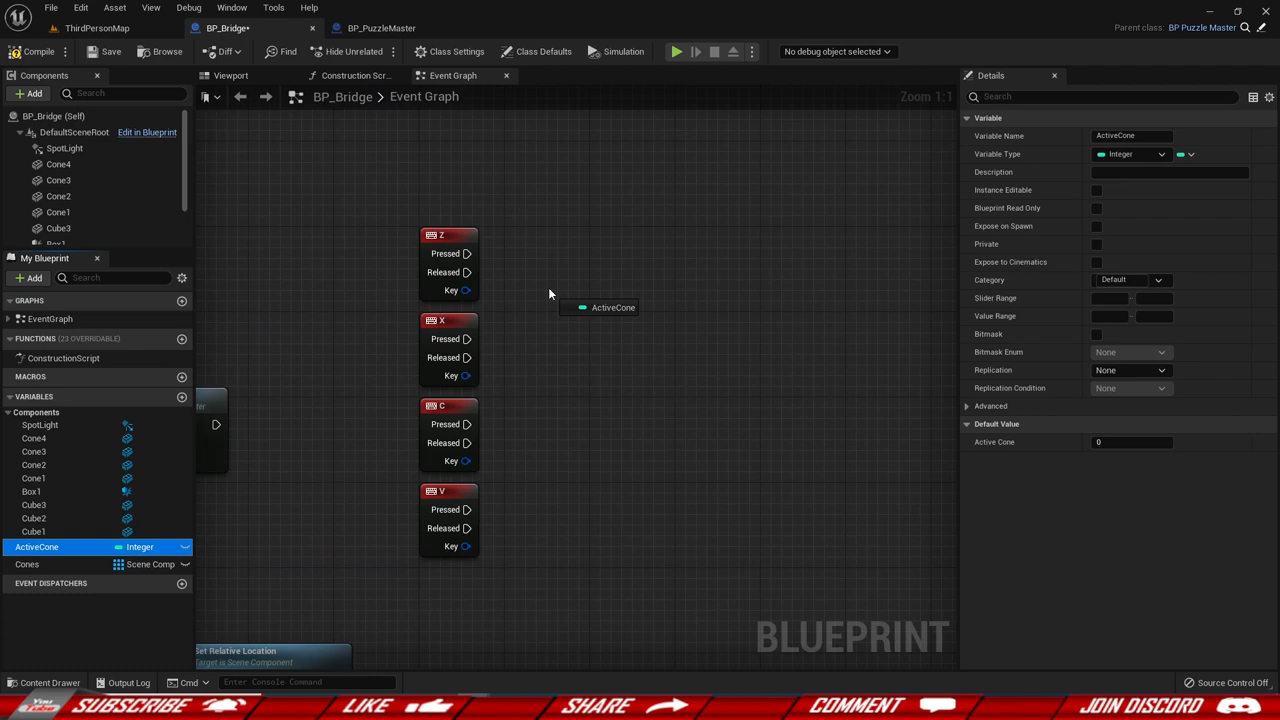 File Edit Asset View Debug Window Tools Help
ThirdPersonMap
BP_Bridge*
BP_PuzzleMaster
Parent class: BP Puzzle Master
Compile
Save
Browse
Diff
Find
Hide Unrelated
Class Settings
Class Defaults
Simulation
No debug object selected
Components
Add
Search
BP_Bridge (Self)
DefaultSceneRoot
Edit in Blueprint
SpotLight
Cone4
Cone3
Cone2
Cone1
Cube3
Box1
My Blueprint
Add
Search
GRAPHS
EventGraph
FUNCTIONS (23 OVERRIDABLE)
ConstructionScript
MACROS
VARIABLES
Components
SpotLight
Cone4
Cone3
Cone2
Cone1
Box1
Cube3
Cube2
Cube1
ActiveCone Integer
Cones Scene Comp
EVENT DISPATCHERS
Viewport
Construction Scr...
Event Graph
BP_Bridge > Event Graph
Zoom 1:1
Z
Pressed
Released
Key
X
Pressed
Released
Key
C
Pressed
Released
Key
V
Pressed
Released
Key
ActiveCone
Set Relative Location
Target is Scene Component
BLUEPRINT
Details
Search
Variable
Variable Name ActiveCone
Variable Type Integer
Description
Instance Editable
Blueprint Read Only
Expose on Spawn
Private
Expose to Cinematics
Category Default
Slider Range
Value Range
Bitmask
Bitmask Enum None
Replication None
Replication Condition None
Advanced
Default Value
Active Cone 0
Content Drawer
Output Log
Cmd
Enter Console Command
Source Control Off
You Tube SUBSCRIBE LIKE SHARE COMMENT JOIN DISCORD